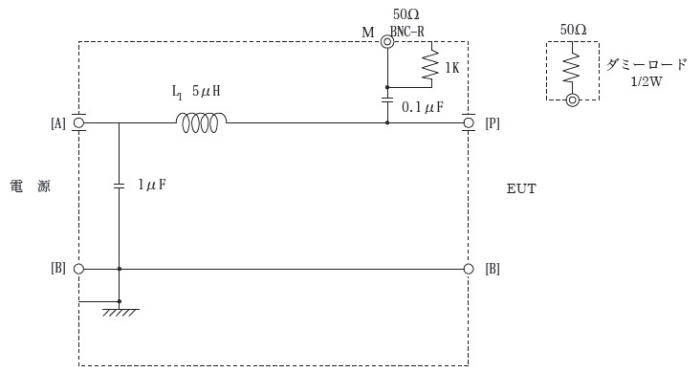 50Ω
M BNC-R
1K
50Ω
ダミーロード
1/2W
L1 5μH
0.1μF
[A]
[P]
電 源
1μF
EUT
[B]
[B]